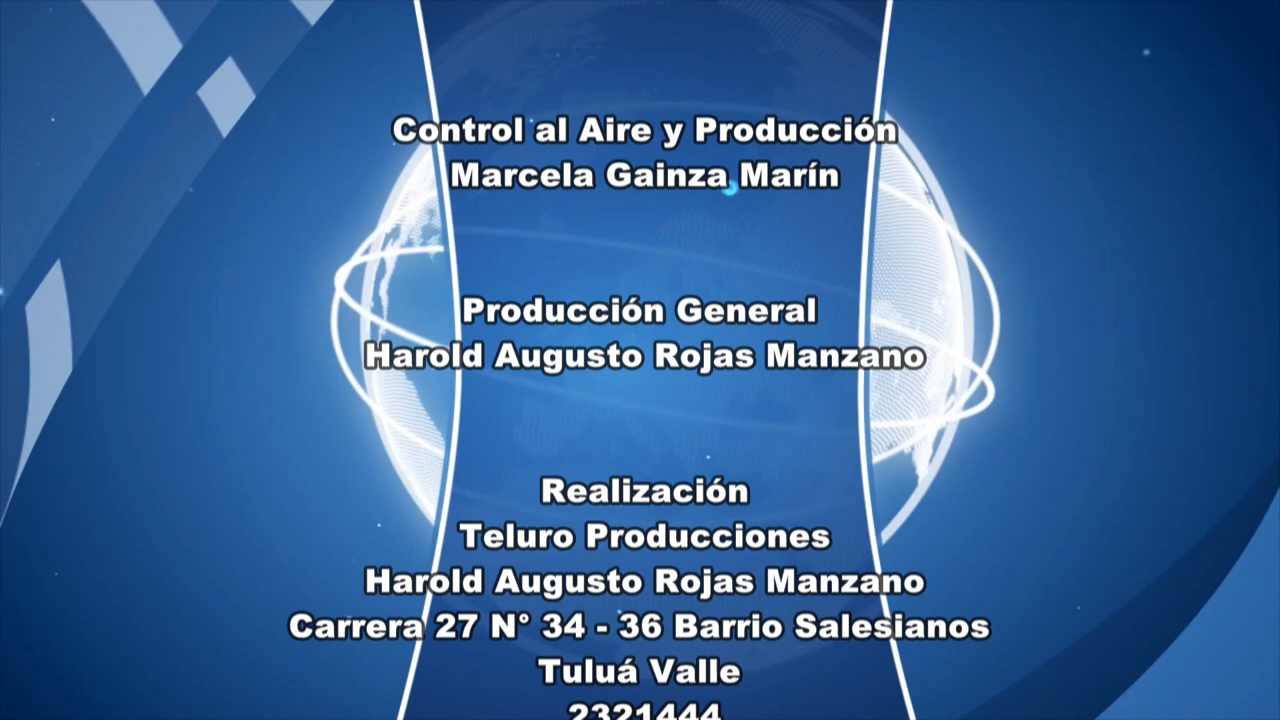 Control al Aire y Producción
Marcela Gainza Marín
Producción General
Harold Augusto Rojas Manzano
Realización
Teluro Producciones
Harold Augusto Rojas Manzano
Carrera 27 N° 34 - 36 Barrio Salesianos
Tuluá Valle
2321444